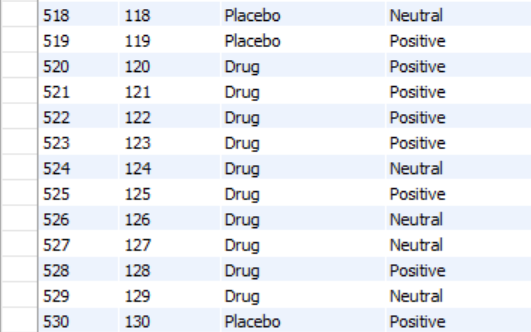 518 118 Placebo Neutral
519 119 Placebo Positive
520 120 Drug Positive
521 121 Drug Positive
522 122 Drug Positive
523 123 Drug Positive
524 124 Drug Neutral
525 125 Drug Positive
526 126 Drug Neutral
527 127 Drug Neutral
528 128 Drug Positive
529 129 Drug Neutral
530 130 Placebo Positive